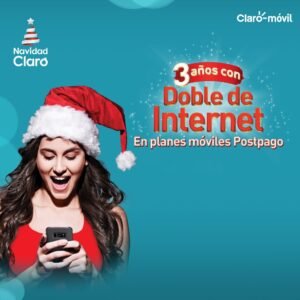 Navidad
Claro
Claro-móvil
3 años con
Doble de
Internet
En planes móviles Postpago